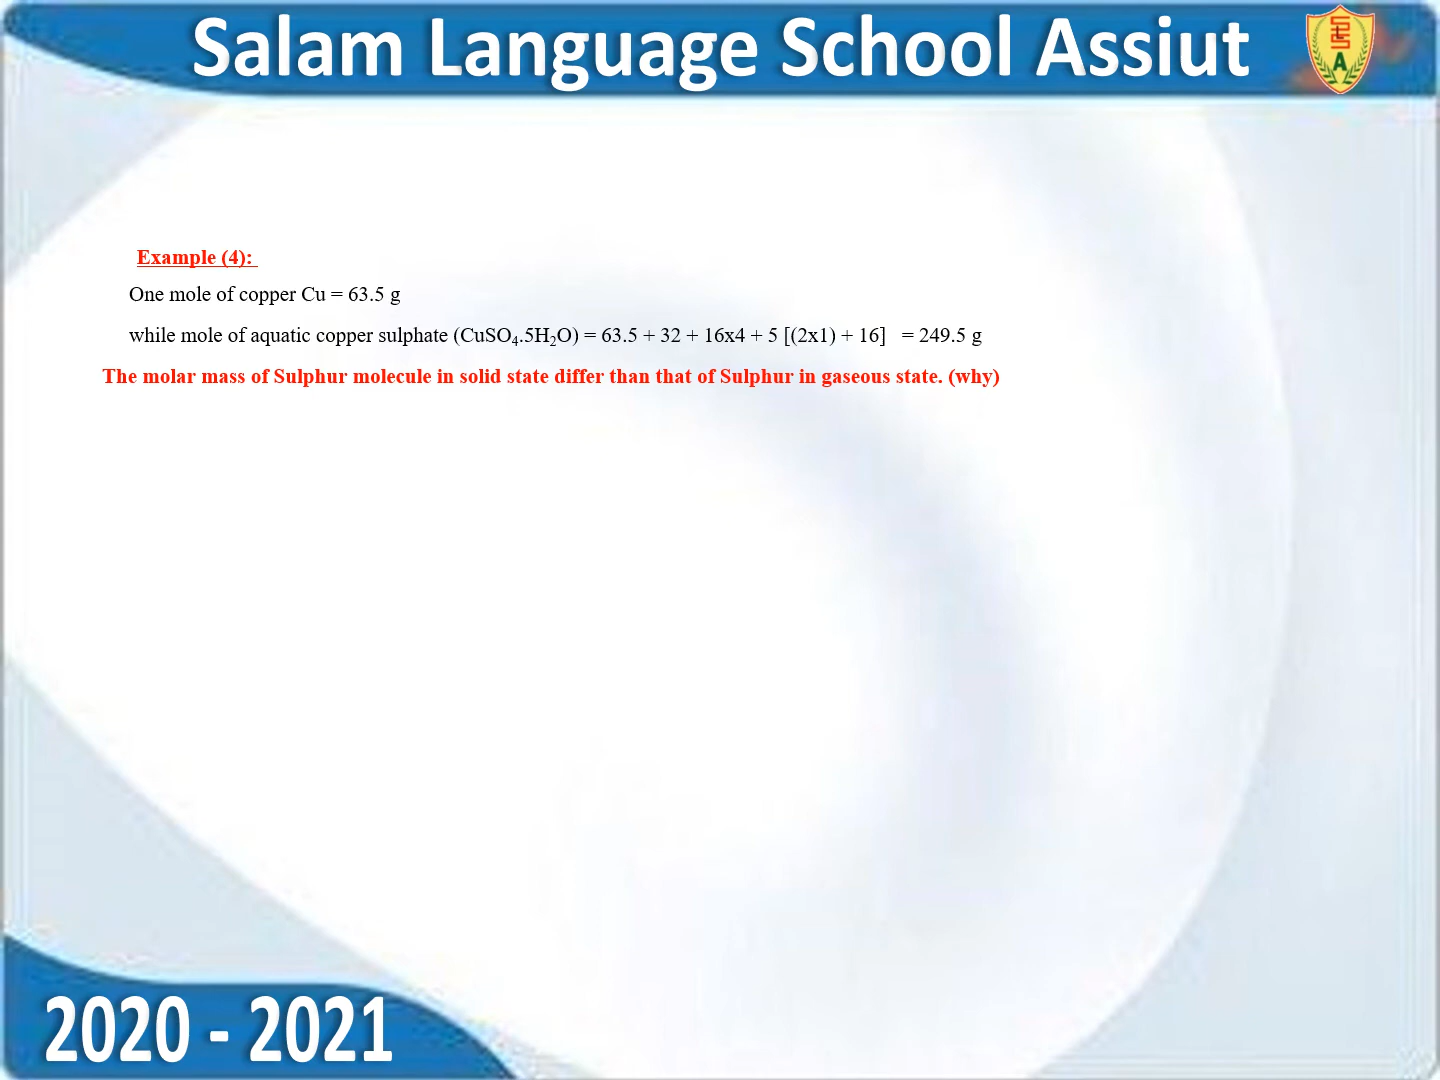 Salam Language School Assiut
Example (4):
One mole of copper Cu = 63.5 g
while mole of aquatic copper sulphate (CuSO₄.5H₂O) = 63.5 + 32 + 16x4 + 5 [(2x1) + 16] = 249.5 g
The molar mass of Sulphur molecule in solid state differ than that of Sulphur in gaseous state. (why)
2020 - 2021